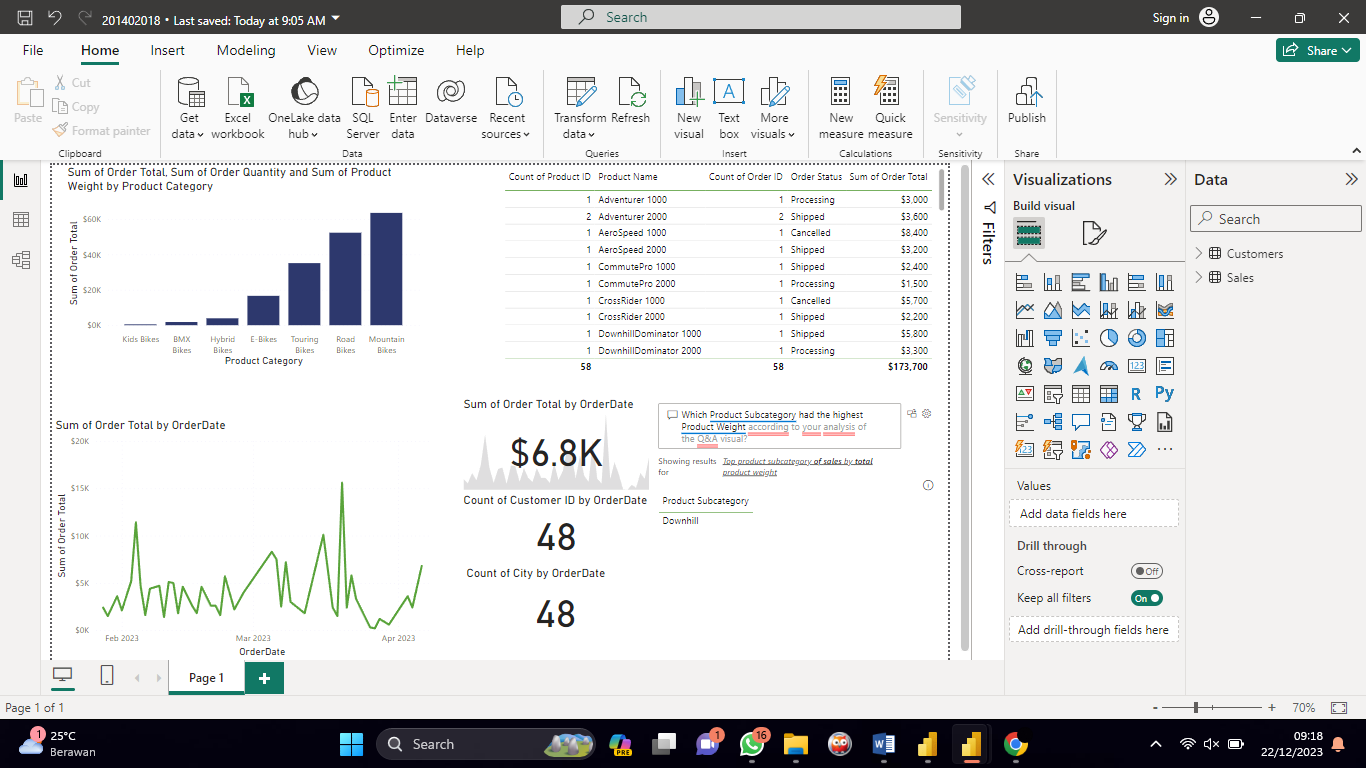 201402018 • Last saved: Today at 9:05 AM
Search
Sign in
File Home Insert Modeling View Optimize Help
Share
Paste
Cut
Copy
Format painter
Clipboard
Get data
Excel workbook
OneLake data hub
SQL Server
Enter data
Dataverse
Recent sources
Data
Transform data
Refresh
Queries
New visual
Text box
More visuals
Insert
New measure
Quick measure
Calculations
Sensitivity
Sensitivity
Publish
Share
Sum of Order Total, Sum of Order Quantity and Sum of Product
Weight by Product Category
Sum of Order Total
$60K
$40K
$20K
$0K
Kids Bikes
BMX Bikes
Hybrid Bikes
E-Bikes
Touring Bikes
Road Bikes
Mountain Bikes
Product Category
Count of Product ID Product Name Count of Order ID Order Status Sum of Order Total
1 Adventurer 1000 1 Processing $3,000
2 Adventurer 2000 2 Shipped $3,600
1 AeroSpeed 1000 1 Cancelled $8,400
1 AeroSpeed 2000 1 Shipped $3,200
1 CommutePro 1000 1 Shipped $2,400
1 CommutePro 2000 1 Processing $1,500
1 CrossRider 1000 1 Cancelled $5,700
1 CrossRider 2000 1 Shipped $2,200
1 DownhillDominator 1000 1 Shipped $5,800
1 DownhillDominator 2000 1 Processing $3,300
58 58 $173,700
Sum of Order Total by OrderDate
$20K
$15K
$10K
$5K
$0K
Sum of Order Total
Feb 2023 Mar 2023 Apr 2023
OrderDate
Sum of Order Total by OrderDate
$6.8K
Count of Customer ID by OrderDate
48
Count of City by OrderDate
48
Which Product Subcategory had the highest
Product Weight according to your analysis of
the Q&A visual?
Showing results for
Top product subcategory of sales by total
product weight
Product Subcategory
Downhill
Filters
Visualizations
Build visual
123
R
Py
123
Values
Add data fields here
Drill through
Cross-report Off
Keep all filters On
Add drill-through fields here
Data
Search
Customers
Sales
Page 1
Page 1 of 1
- + 70%
1
25°C
Berawan
Search
PRE
1
16
09:18
22/12/2023